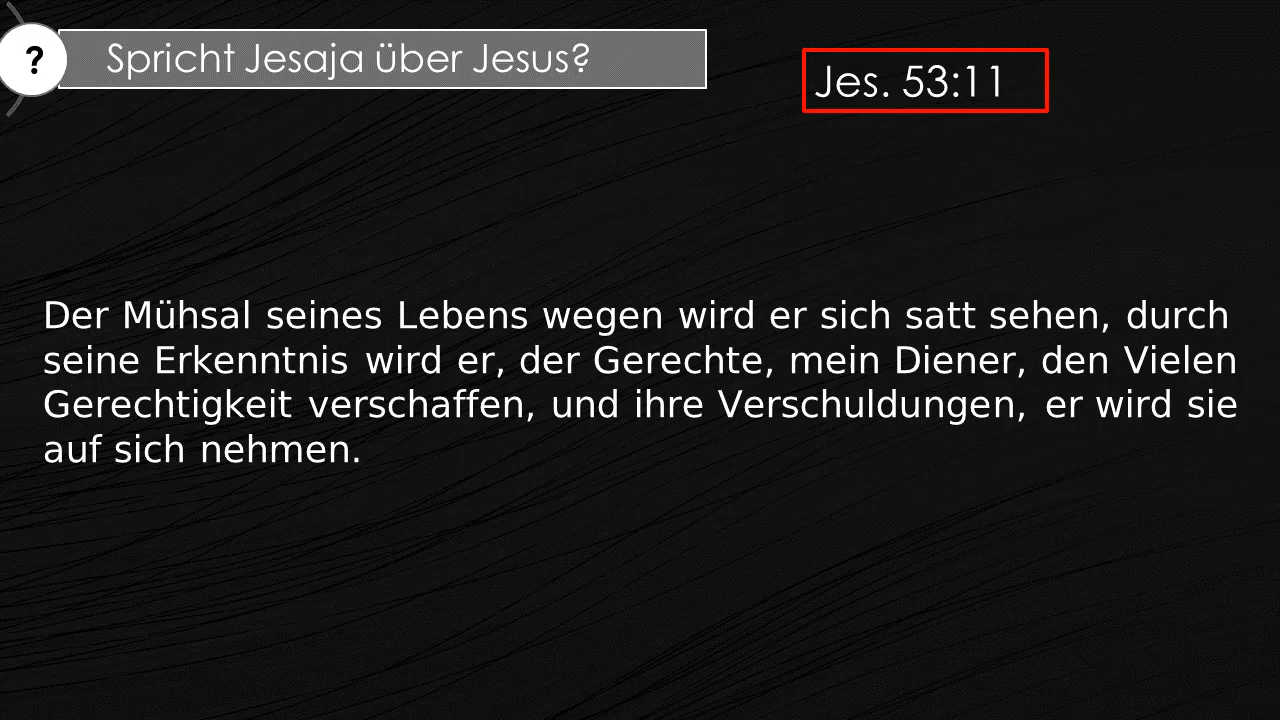 ?
Spricht Jesaja über Jesus?
Jes. 53:11
Der Mühsal seines Lebens wegen wird er sich satt sehen, durch
seine Erkenntnis wird er, der Gerechte, mein Diener, den Vielen
Gerechtigkeit verschaffen, und ihre Verschuldungen, er wird sie
auf sich nehmen.